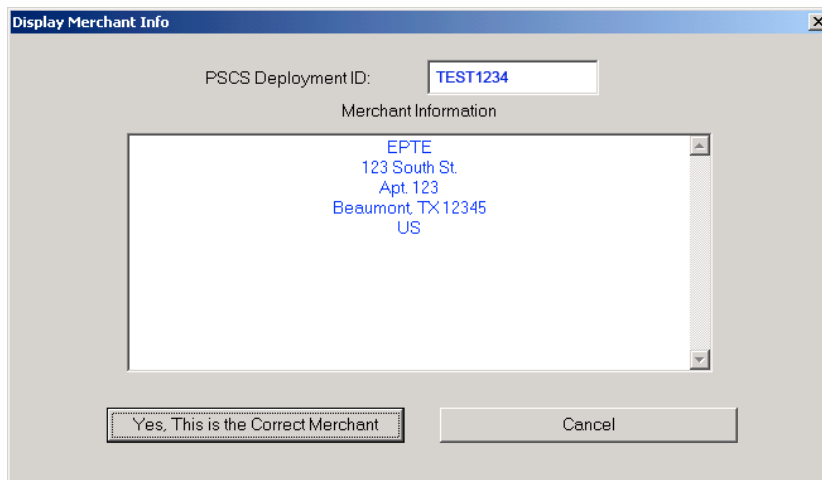 Display Merchant Info
PSCS Deployment ID: TEST1234
Merchant Information
EPTE
123 South St.
Apt. 123
Beaumont, TX 12345
US
Yes, This is the Correct Merchant
Cancel